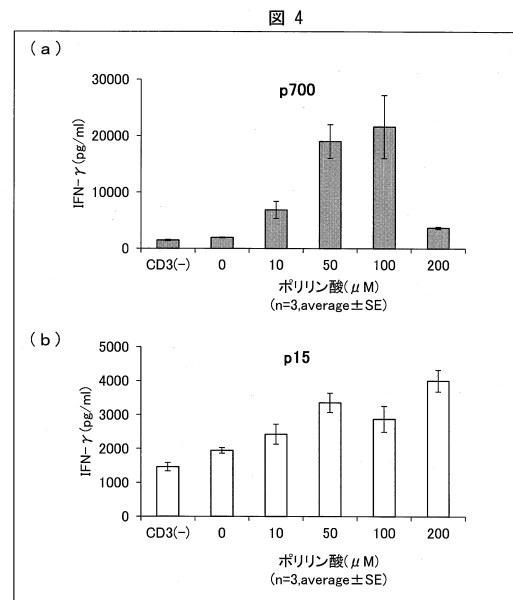 図 4
(a)
p700
IFN-γ(pg/ml)
30000
20000
10000
0
CD3(-) 0 10 50 100 200
ポリリン酸(μM)
(n=3,average±SE)
(b)
p15
IFN-γ(pg/ml)
5000
4000
3000
2000
1000
0
CD3(-) 0 10 50 100 200
ポリリン酸(μM)
(n=3,average±SE)